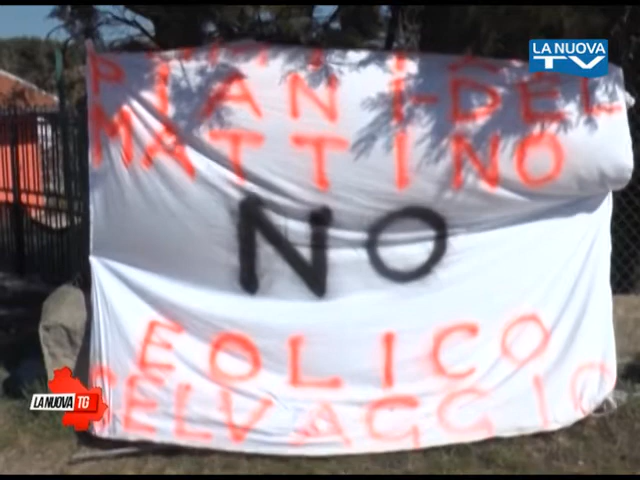 LA NUOVA
TV
PIANI-DEL
MATTINO
NO
EOLICO
SELVAGGIO
LA NUOVA TG